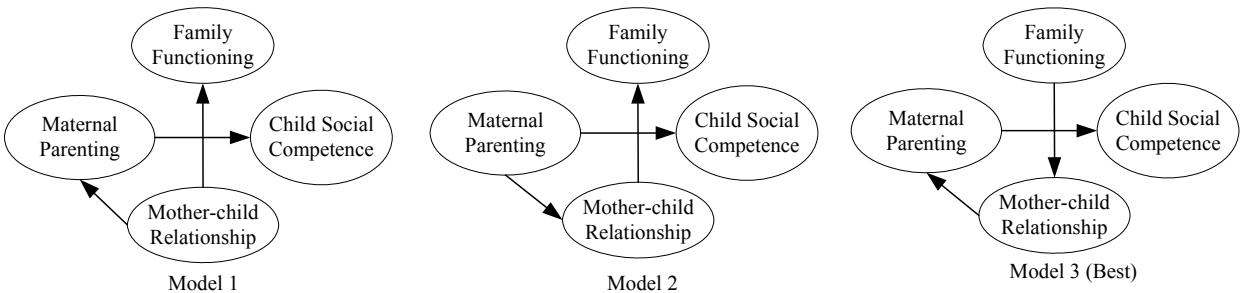 Family
Functioning
Maternal
Parenting
Child Social
Competence
Mother-child
Relationship
Model 1
Family
Functioning
Maternal
Parenting
Child Social
Competence
Mother-child
Relationship
Model 2
Family
Functioning
Maternal
Parenting
Child Social
Competence
Mother-child
Relationship
Model 3 (Best)